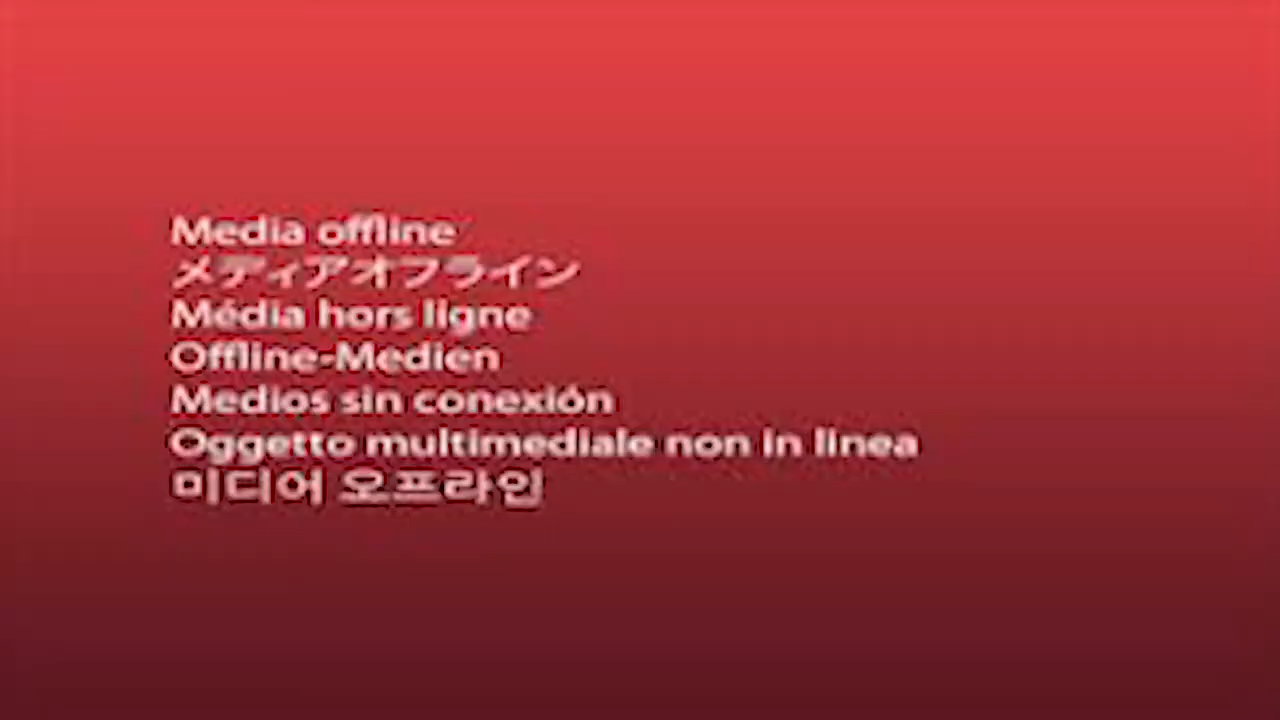 Media offline
メディアオフライン
Média hors ligne
Offline-Medien
Medios sin conexión
Oggetto multimediale non in linea
미디어 오프라인